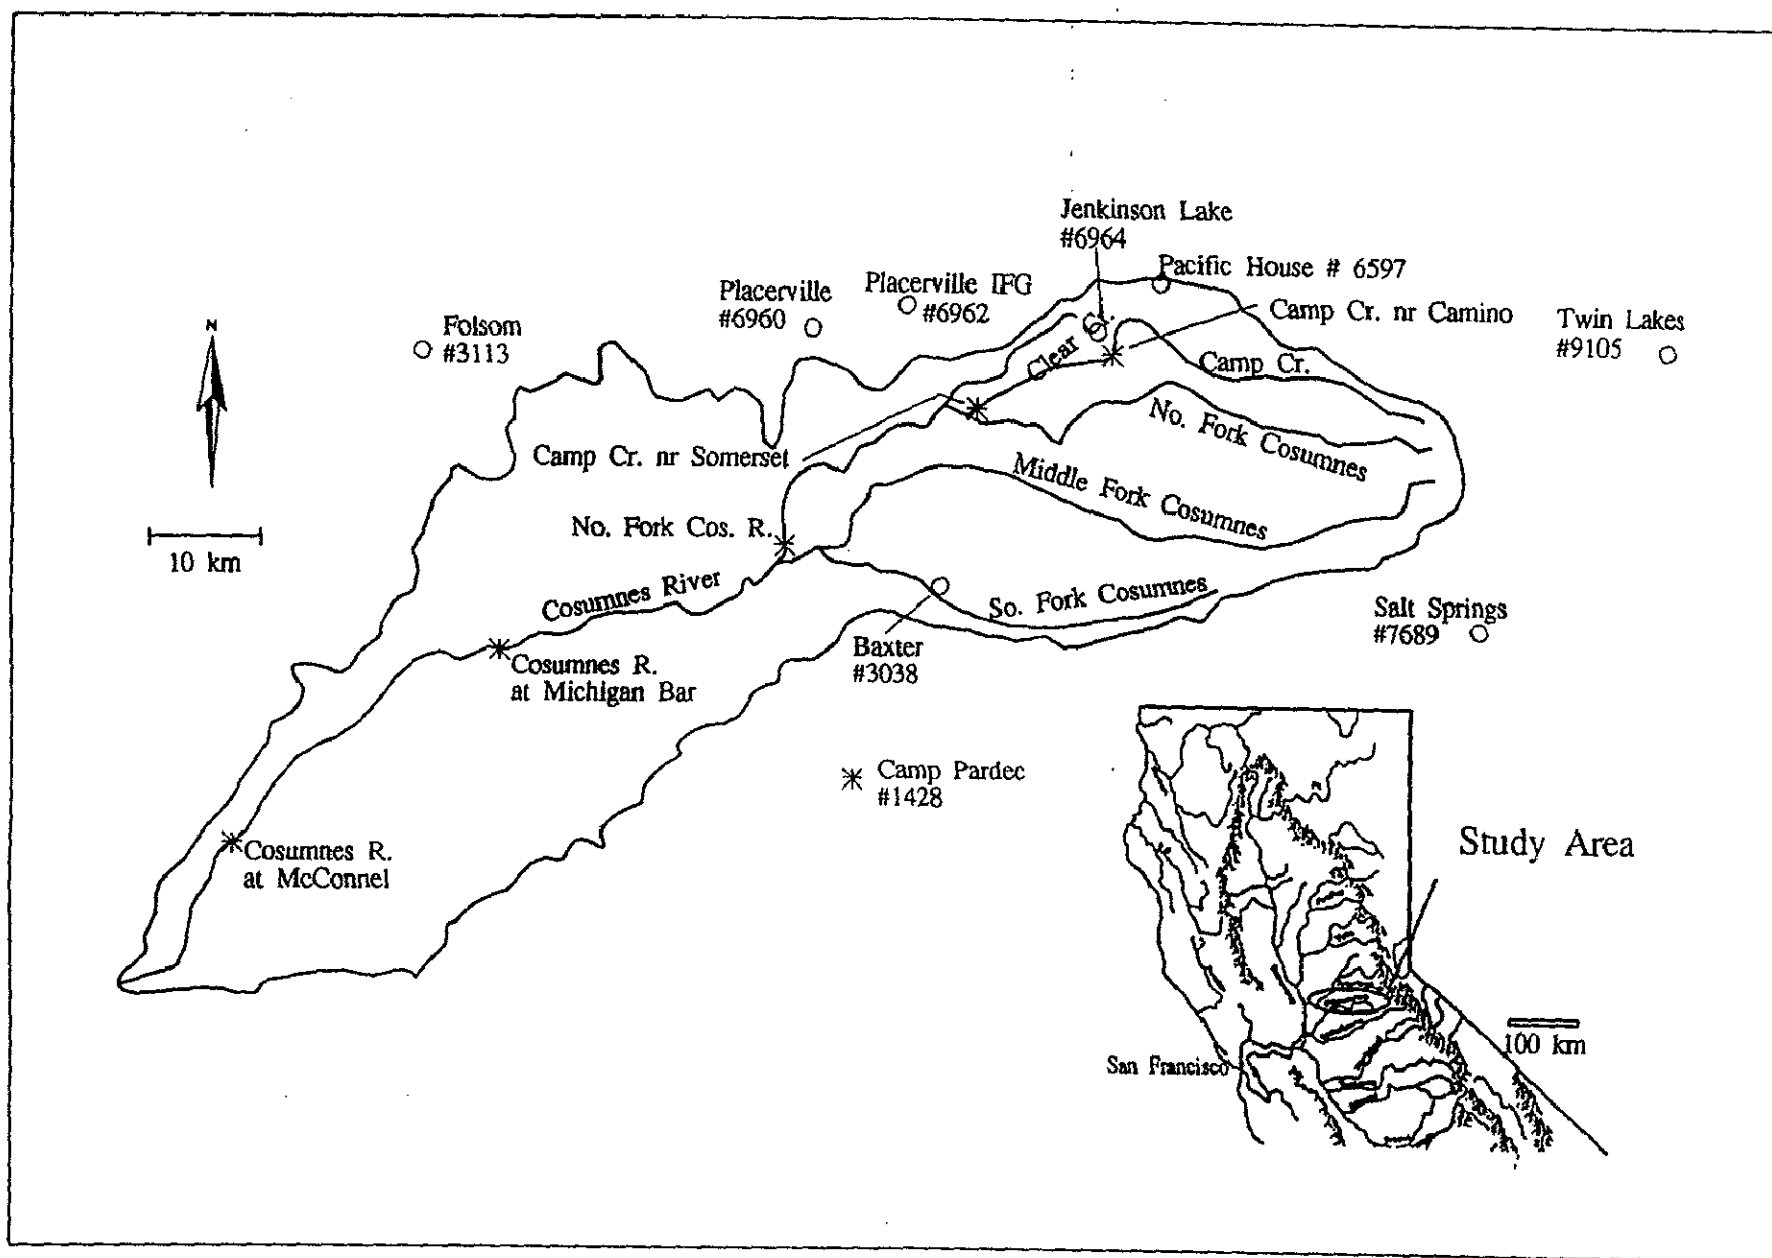 Jenkinson Lake
#6964
Pacific House # 6597
Placerville
#6960
Placerville IFG
#6962
Camp Cr. nr Camino
Twin Lakes
#9105
Folsom
#3113
N
Clear Cr.
Camp Cr.
No. Fork Cosumnes
Camp Cr. nr Somerset
Middle Fork Cosumnes
No. Fork Cos. R.
10 km
Cosumnes River
So. Fork Cosumnes
Salt Springs
#7689
Baxter
#3038
Cosumnes R.
at Michigan Bar
Camp Pardec
#1428
Study Area
Cosumnes R.
at McConnel
100 km
San Francisco